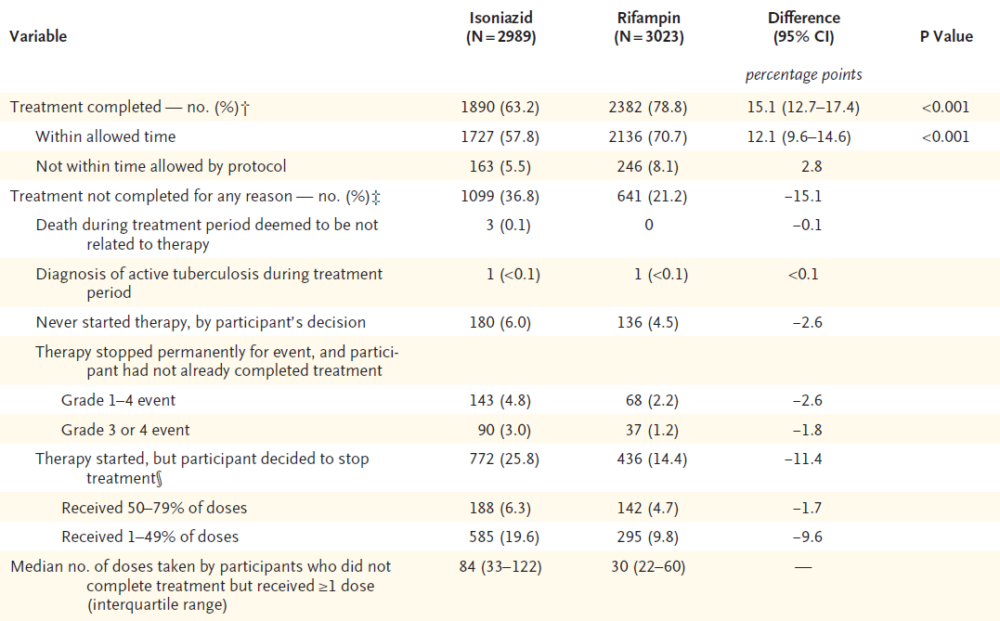 Variable Isoniazid (N=2989) Rifampin (N=3023) Difference (95% CI) P Value
percentage points
Treatment completed — no. (%)† 1890 (63.2) 2382 (78.8) 15.1 (12.7–17.4) <0.001
Within allowed time 1727 (57.8) 2136 (70.7) 12.1 (9.6–14.6) <0.001
Not within time allowed by protocol 163 (5.5) 246 (8.1) 2.8
Treatment not completed for any reason — no. (%)‡ 1099 (36.8) 641 (21.2) –15.1
Death during treatment period deemed to be not 3 (0.1) 0 –0.1
related to therapy
Diagnosis of active tuberculosis during treatment 1 (<0.1) 1 (<0.1) <0.1
period
Never started therapy, by participant's decision 180 (6.0) 136 (4.5) –2.6
Therapy stopped permanently for event, and partici-
pant had not already completed treatment
Grade 1–4 event 143 (4.8) 68 (2.2) –2.6
Grade 3 or 4 event 90 (3.0) 37 (1.2) –1.8
Therapy started, but participant decided to stop 772 (25.8) 436 (14.4) –11.4
treatment§
Received 50–79% of doses 188 (6.3) 142 (4.7) –1.7
Received 1–49% of doses 585 (19.6) 295 (9.8) –9.6
Median no. of doses taken by participants who did not 84 (33–122) 30 (22–60) —
complete treatment but received ≥1 dose
(interquartile range)